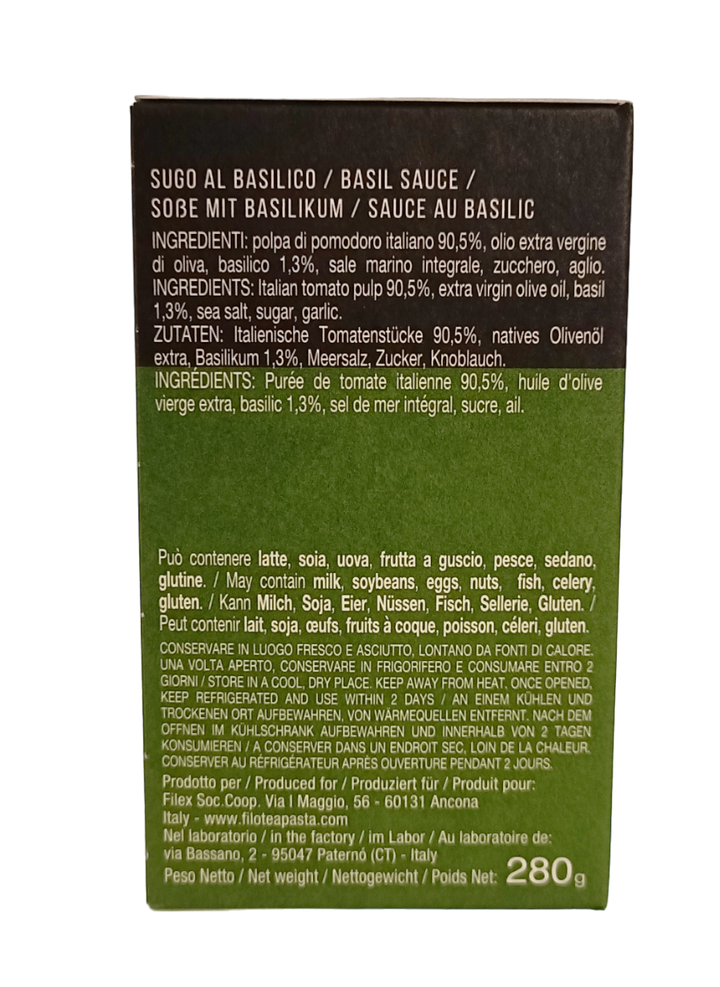 SUGO AL BASILICO / BASIL SAUCE /
SOßE MIT BASILIKUM / SAUCE AU BASILIC
INGREDIENTI: polpa di pomodoro italiano 90,5%, olio extra vergine
di oliva, basilico 1,3%, sale marino integrale, zucchero, aglio.
INGREDIENTS: Italian tomato pulp 90,5%, extra virgin olive oil, basil
1,3%, sea salt, sugar, garlic.
ZUTATEN: Italienische Tomatenstücke 90,5%, natives Olivenöl
extra, Basilikum 1,3%, Meersalz, Zucker, Knoblauch.
INGRÉDIENTS: Purée de tomate italienne 90,5%, huile d'olive
vierge extra, basilic 1,3%, sel de mer intégral, sucre, ail.
Può contenere latte, soia, uova, frutta a guscio, pesce, sedano,
glutine. / May contain milk, soybeans, eggs, nuts, fish, celery,
gluten. / Kann Milch, Soja, Eier, Nüssen, Fisch, Sellerie, Gluten. /
Peut contenir lait, soja, œufs, fruits à coque, poisson, céleri, gluten.
CONSERVARE IN LUOGO FRESCO E ASCIUTTO, LONTANO DA FONTI DI CALORE.
UNA VOLTA APERTO, CONSERVARE IN FRIGORIFERO E CONSUMARE ENTRO 2
GIORNI / STORE IN A COOL, DRY PLACE. KEEP AWAY FROM HEAT. ONCE OPENED,
KEEP REFRIGERATED AND USE WITHIN 2 DAYS / AN EINEM KÜHLEN UND
TROCKENEN ORT AUFBEWAHREN, VON WÄRMEQUELLEN ENTFERNT. NACH DEM
OFFNEN IM KÜHLSCHRANK AUFBEWAHREN UND INNERHALB VON 2 TAGEN
KONSUMIEREN / A CONSERVER DANS UN ENDROIT SEC, LOIN DE LA CHALEUR.
CONSERVER AU RÉFRIGÉRATEUR APRÈS OUVERTURE PENDANT 2 JOURS.
Prodotto per / Produced for / Produziert für / Produit pour:
Filex Soc.Coop. Via I Maggio, 56 - 60131 Ancona
Italy - www.filoteapasta.com
Nel laboratorio / in the factory / im Labor / Au laboratoire de:
via Bassano, 2 - 95047 Paternó (CT) - Italy
Peso Netto / Net weight / Nettogewicht / Poids Net: 280g